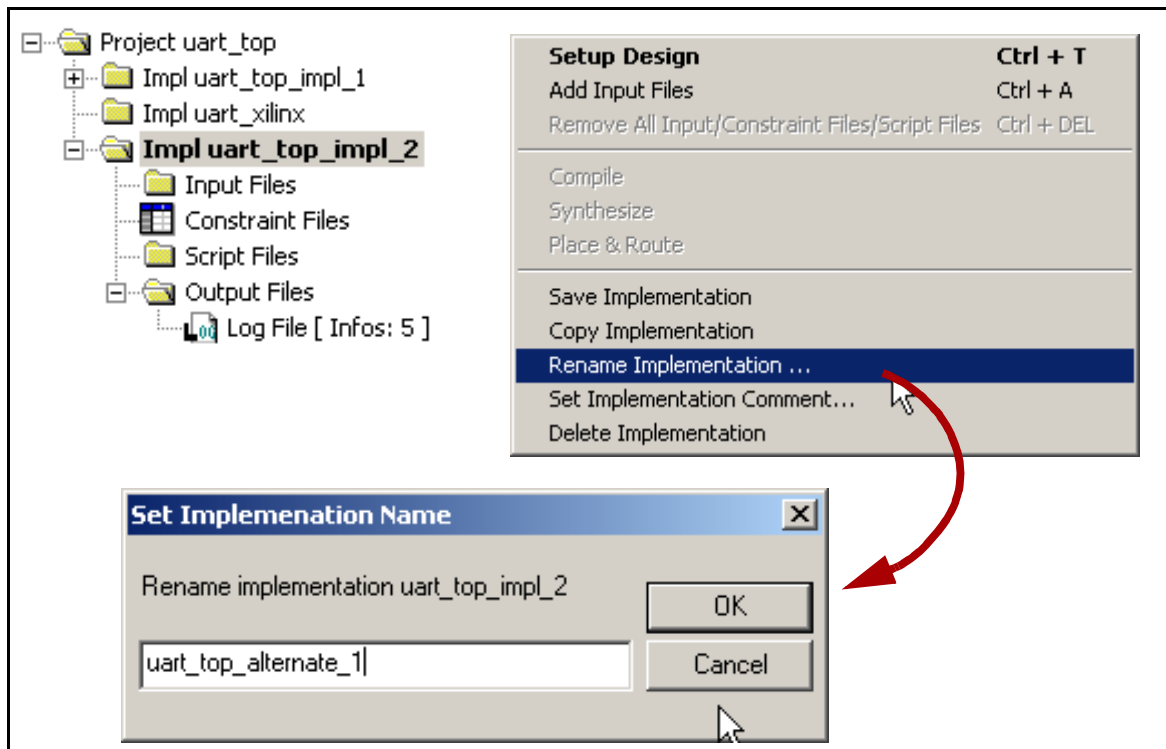 Project uart_top
Impl uart_top_impl_1
Impl uart_xilinx
Impl uart_top_impl_2
Input Files
Constraint Files
Script Files
Output Files
Log File [ Infos: 5 ]
Setup Design Ctrl + T
Add Input Files Ctrl + A
Remove All Input/Constraint Files/Script Files Ctrl + DEL
Compile
Synthesize
Place & Route
Save Implementation
Copy Implementation
Rename Implementation ...
Set Implementation Comment...
Delete Implementation
Set Implemenation Name
Rename implementation uart_top_impl_2
OK
uart_top_alternate_1
Cancel